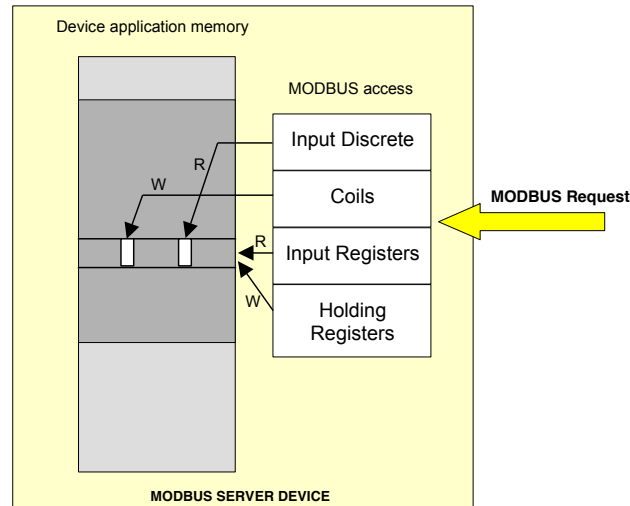 Device application memory
MODBUS access
Input Discrete
R
W
Coils
MODBUS Request
R
Input Registers
W
Holding
Registers
MODBUS SERVER DEVICE